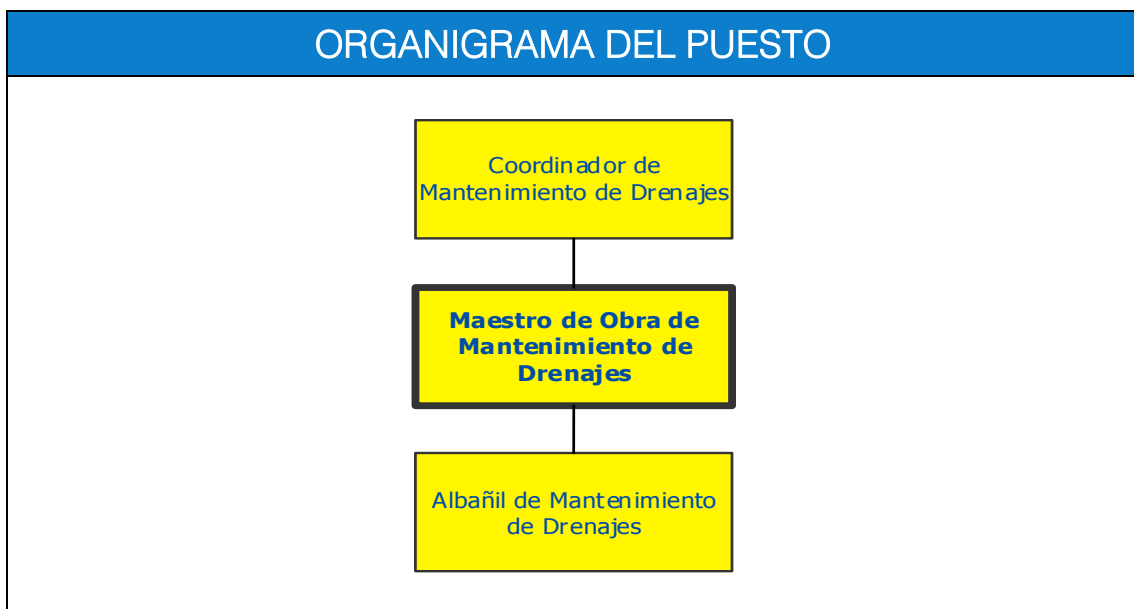 ORGANIGRAMA DEL PUESTO
Coordinador de
Mantenimiento de Drenajes
Maestro de Obra de
Mantenimiento de
Drenajes
Albañil de Mantenimiento
de Drenajes